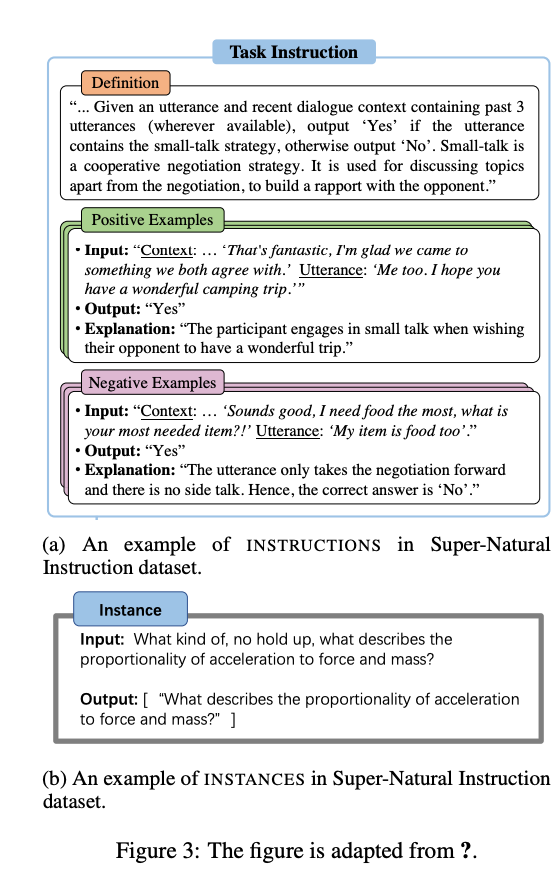 Task Instruction
Definition
“... Given an utterance and recent dialogue context containing past 3
utterances (wherever available), output ‘Yes’ if the utterance
contains the small-talk strategy, otherwise output ‘No’. Small-talk is
a cooperative negotiation strategy. It is used for discussing topics
apart from the negotiation, to build a rapport with the opponent.”
Positive Examples
• Input: “Context: … ‘That's fantastic, I'm glad we came to
something we both agree with.’ Utterance: ‘Me too. I hope you
have a wonderful camping trip.’”
• Output: “Yes”
• Explanation: “The participant engages in small talk when wishing
their opponent to have a wonderful trip.”
Negative Examples
• Input: “Context: … ‘Sounds good, I need food the most, what is
your most needed item?!’ Utterance: ‘My item is food too’.”
• Output: “Yes”
• Explanation: “The utterance only takes the negotiation forward
and there is no side talk. Hence, the correct answer is ‘No’.”
(a) An example of INSTRUCTIONS in Super-Natural
Instruction dataset.
Instance
Input: What kind of, no hold up, what describes the
proportionality of acceleration to force and mass?
Output: [ “What describes the proportionality of acceleration
to force and mass?” ]
(b) An example of INSTANCES in Super-Natural Instruction
dataset.
Figure 3: The figure is adapted from ?.